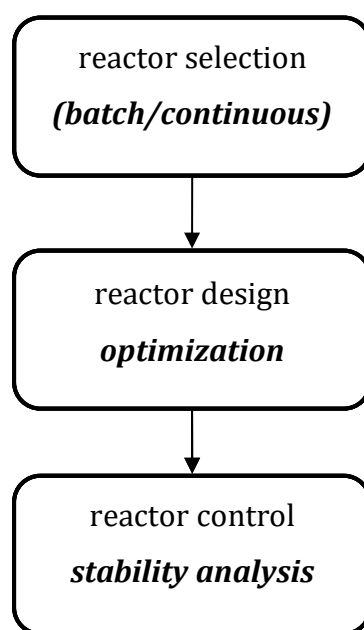 reactor selection
(batch/continuous)
reactor design
optimization
reactor control
stability analysis